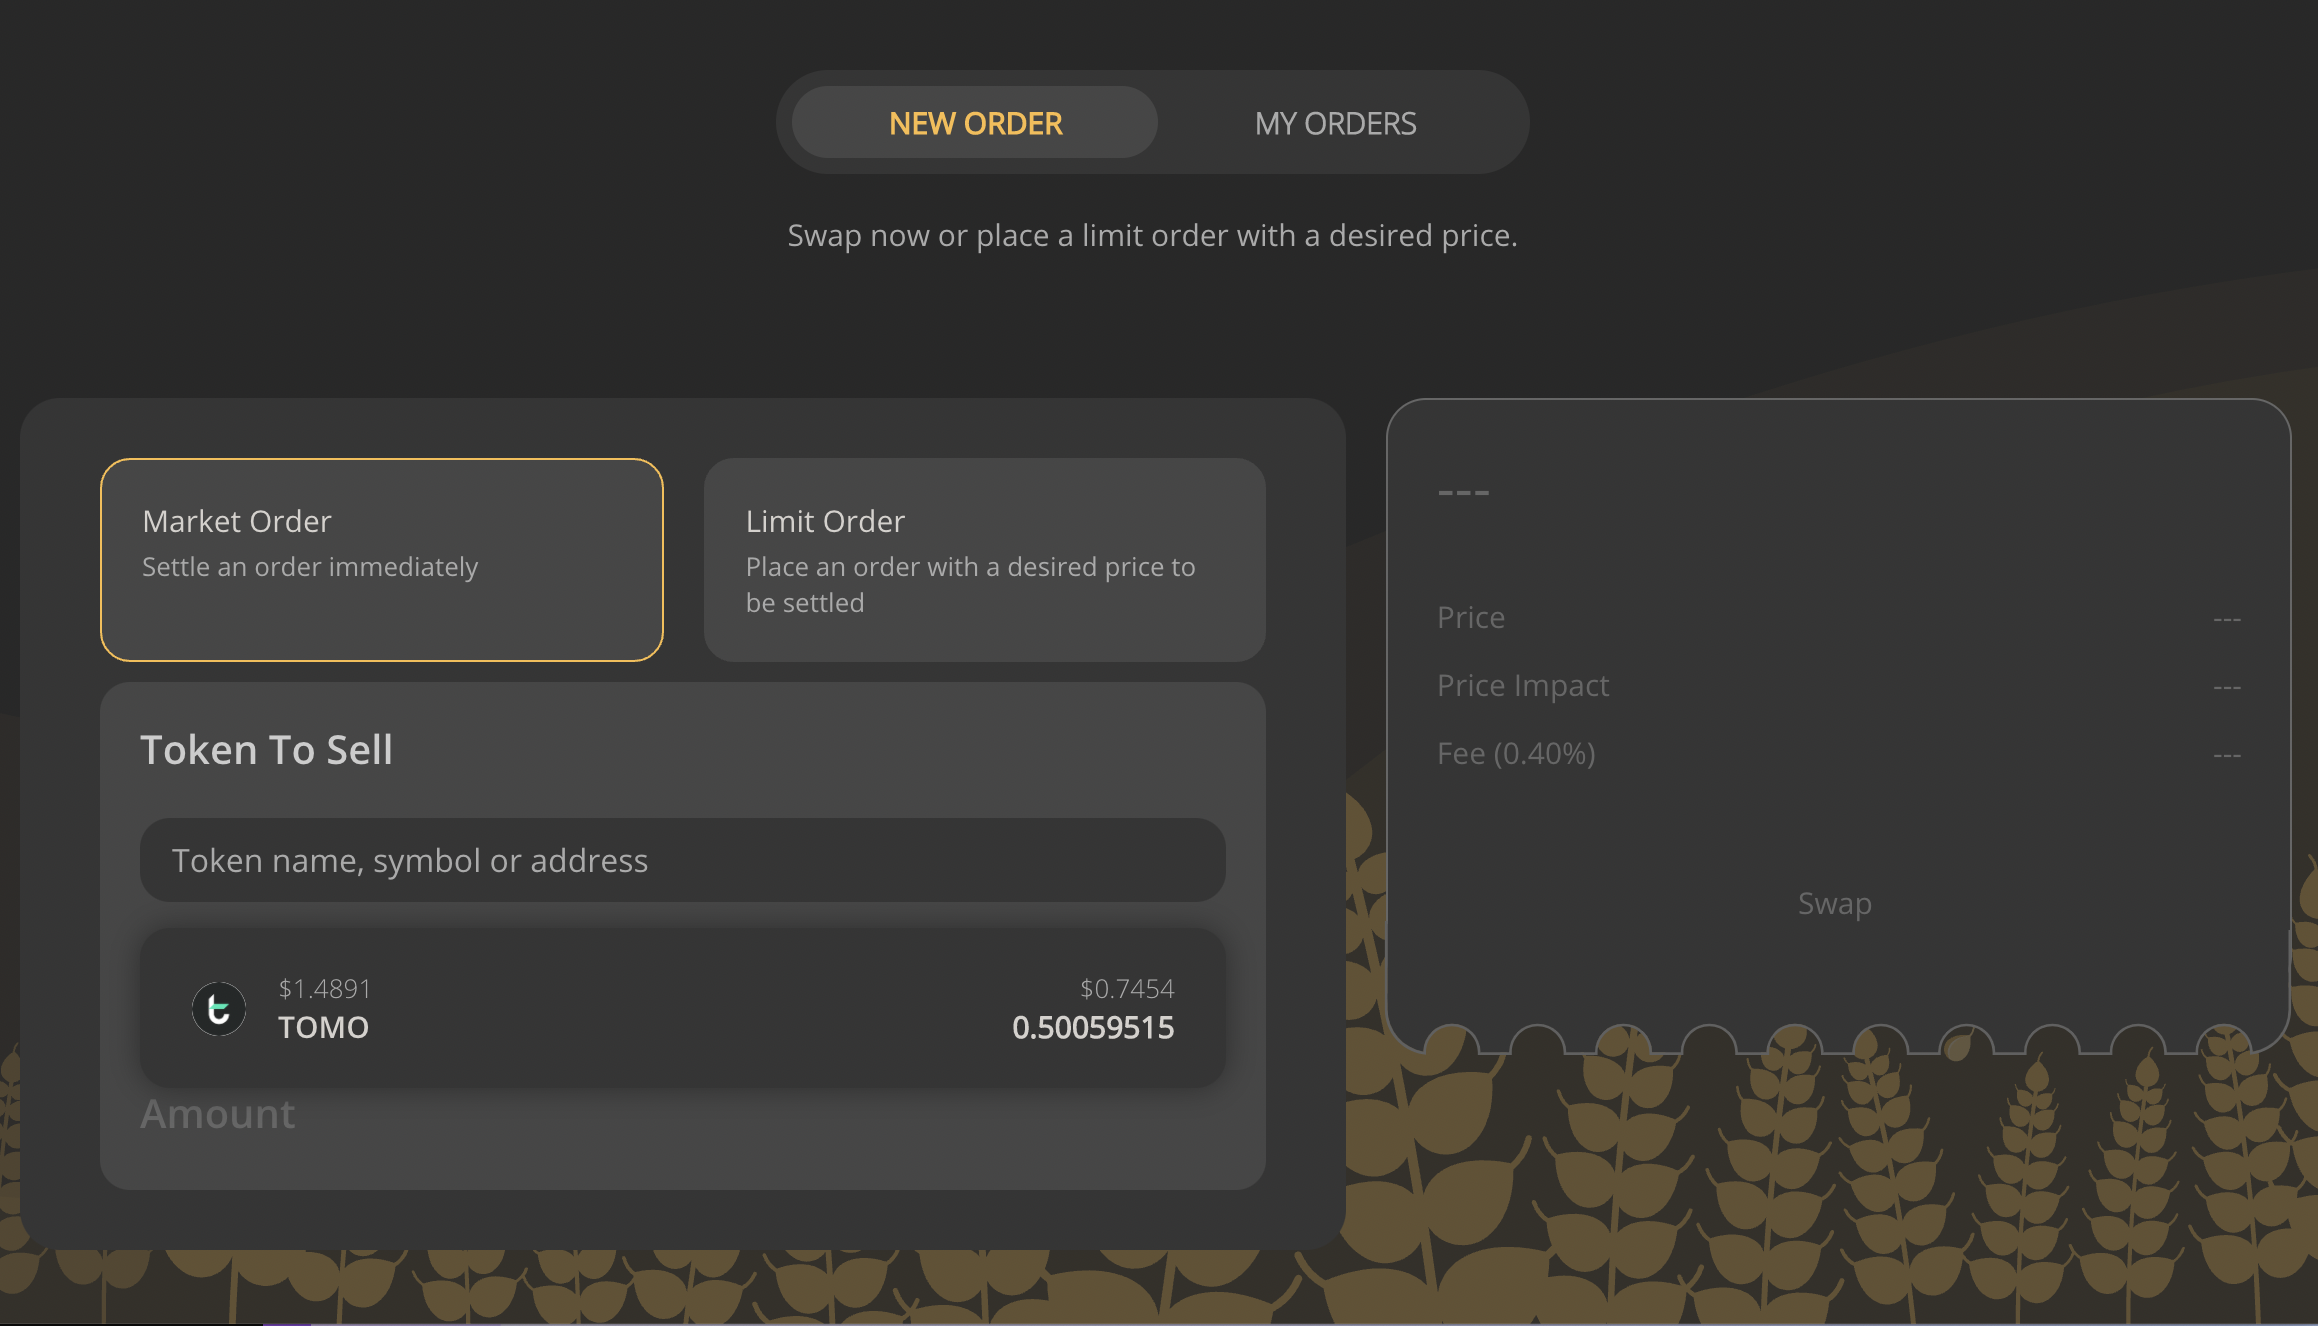 NEW ORDER
MY ORDERS
Swap now or place a limit order with a desired price.
Market Order
Settle an order immediately
Limit Order
Place an order with a desired price to
be settled
Token To Sell
Token name, symbol or address
$1.4891
TOMO
$0.7454
0.50059515
Amount
---
Price ---
Price Impact ---
Fee (0.40%) ---
Swap